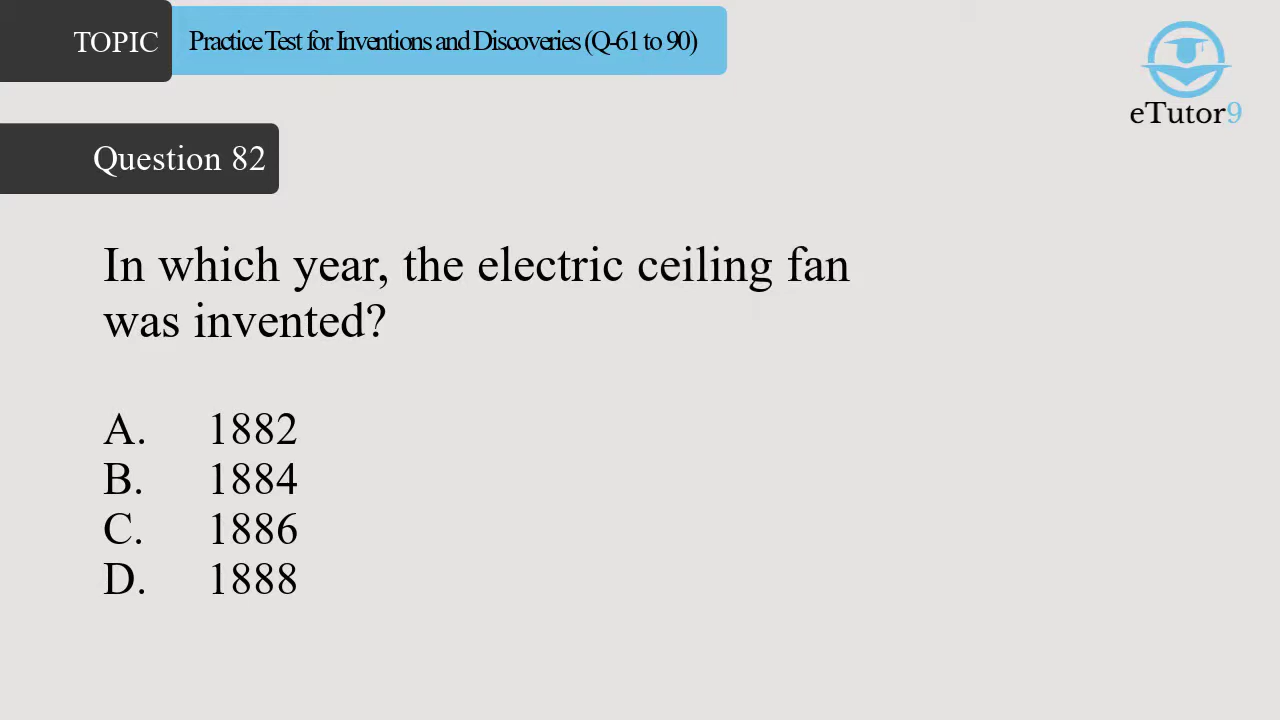 TOPIC
Practice Test for Inventions and Discoveries (Q-61 to 90)
eTutor9
Question 82
In which year, the electric ceiling fan
was invented?
A. 1882
B. 1884
C. 1886
D. 1888